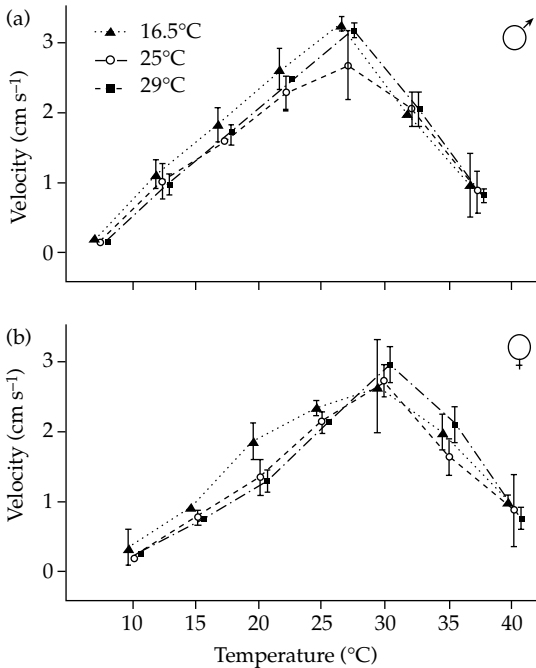 (a)
16.5°C
25°C
29°C
3
2
1
0
Velocity (cm s⁻¹)
(b)
3
2
1
0
Velocity (cm s⁻¹)
10 15 20 25 30 35 40
Temperature (°C)